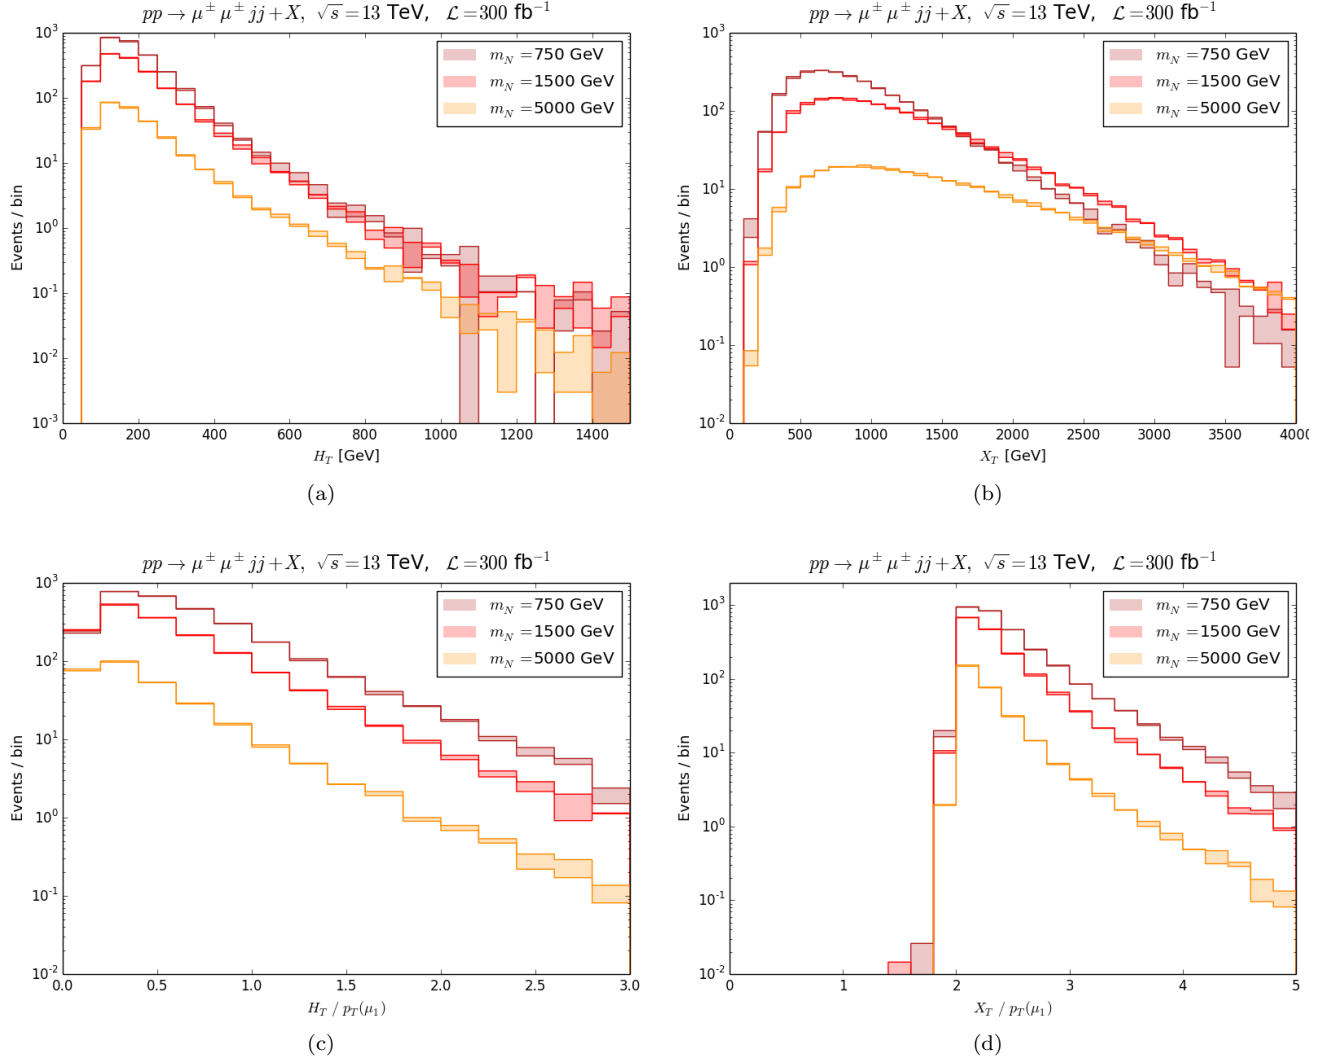 pp → μ± μ± jj + X, √s = 13 TeV, ℒ = 300 fb⁻¹
m_N = 750 GeV
m_N = 1500 GeV
m_N = 5000 GeV
Events / bin
10³
10²
10¹
10⁰
10⁻¹
10⁻²
10⁻³
0 200 400 600 800 1000 1200 1400
H_T [GeV]
(a)
pp → μ± μ± jj + X, √s = 13 TeV, ℒ = 300 fb⁻¹
m_N = 750 GeV
m_N = 1500 GeV
m_N = 5000 GeV
Events / bin
10³
10²
10¹
10⁰
10⁻¹
10⁻²
0 500 1000 1500 2000 2500 3000 3500 4000
X_T [GeV]
(b)
pp → μ± μ± jj + X, √s = 13 TeV, ℒ = 300 fb⁻¹
m_N = 750 GeV
m_N = 1500 GeV
m_N = 5000 GeV
Events / bin
10³
10²
10¹
10⁰
10⁻¹
10⁻²
0.0 0.5 1.0 1.5 2.0 2.5 3.0
H_T / p_T(μ₁)
(c)
pp → μ± μ± jj + X, √s = 13 TeV, ℒ = 300 fb⁻¹
m_N = 750 GeV
m_N = 1500 GeV
m_N = 5000 GeV
Events / bin
10³
10²
10¹
10⁰
10⁻¹
10⁻²
0 1 2 3 4 5
X_T / p_T(μ₁)
(d)